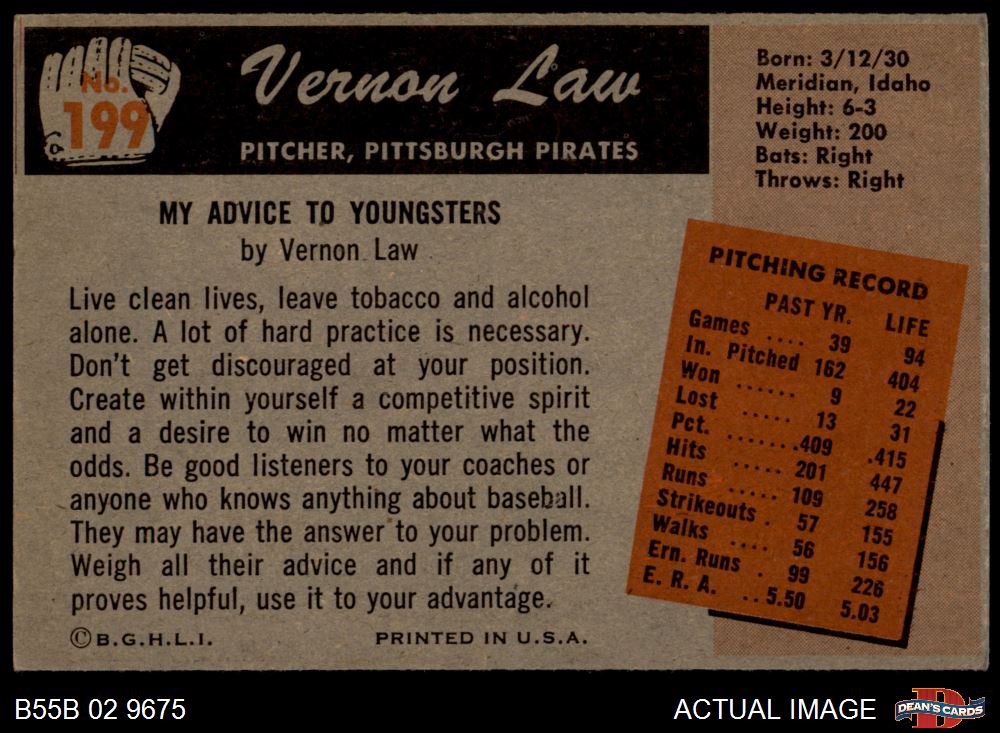 No.
199
Vernon Law
PITCHER, PITTSBURGH PIRATES
Born: 3/12/30
Meridian, Idaho
Height: 6-3
Weight: 200
Bats: Right
Throws: Right
MY ADVICE TO YOUNGSTERS
by Vernon Law
Live clean lives, leave tobacco and alcohol
alone. A lot of hard practice is necessary.
Don't get discouraged at your position.
Create within yourself a competitive spirit
and a desire to win no matter what the
odds. Be good listeners to your coaches or
anyone who knows anything about baseball.
They may have the answer to your problem.
Weigh all their advice and if any of it
proves helpful, use it to your advantage.
©B.G.H.L.I. PRINTED IN U.S.A.
PITCHING RECORD
PAST YR. LIFE
Games .... 39 94
In. Pitched 162 404
Won ...... 9 22
Lost ..... 13 31
Pct. .......409 .415
Hits ..... 201 447
Runs ..... 109 258
Strikeouts . 57 155
Walks .... 56 156
Ern. Runs . 99 226
E. R. A. ..5.50 5.03
B55B 02 9675
ACTUAL IMAGE
D
DEAN'S CARDS